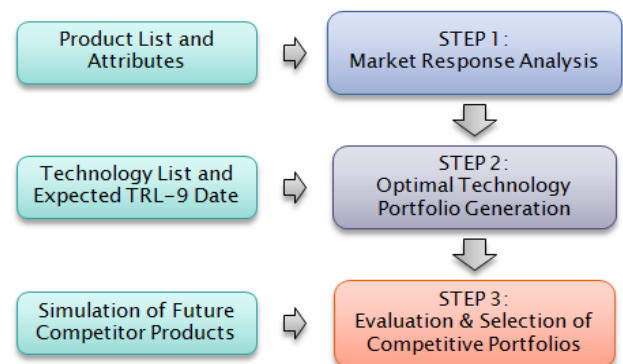 Product List and
Attributes
STEP 1:
Market Response Analysis
Technology List and
Expected TRL-9 Date
STEP 2:
Optimal Technology
Portfolio Generation
Simulation of Future
Competitor Products
STEP 3:
Evaluation & Selection of
Competitive Portfolios